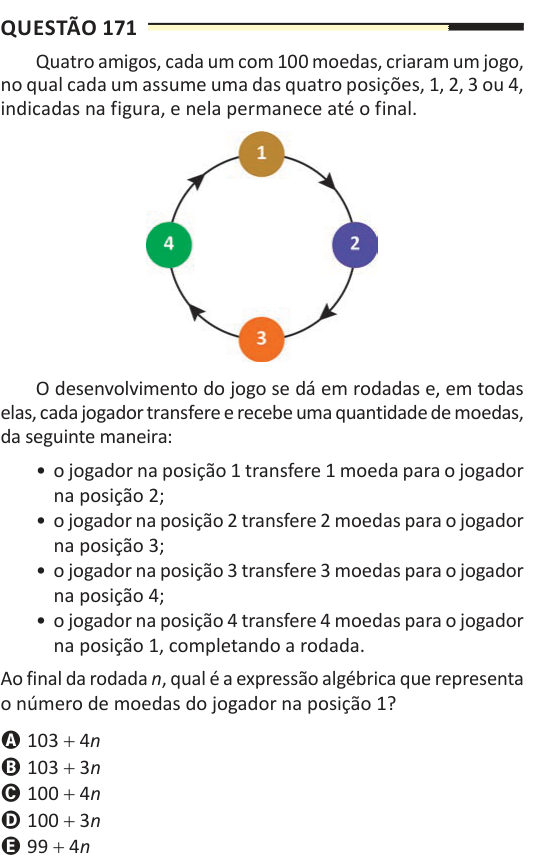 QUESTÃO 171
Quatro amigos, cada um com 100 moedas, criaram um jogo,
no qual cada um assume uma das quatro posições, 1, 2, 3 ou 4,
indicadas na figura, e nela permanece até o final.
1
4
2
3
O desenvolvimento do jogo se dá em rodadas e, em todas
elas, cada jogador transfere e recebe uma quantidade de moedas,
da seguinte maneira:
• o jogador na posição 1 transfere 1 moeda para o jogador
na posição 2;
• o jogador na posição 2 transfere 2 moedas para o jogador
na posição 3;
• o jogador na posição 3 transfere 3 moedas para o jogador
na posição 4;
• o jogador na posição 4 transfere 4 moedas para o jogador
na posição 1, completando a rodada.
Ao final da rodada n, qual é a expressão algébrica que representa
o número de moedas do jogador na posição 1?
A 103 + 4n
B 103 + 3n
C 100 + 4n
D 100 + 3n
E 99 + 4n